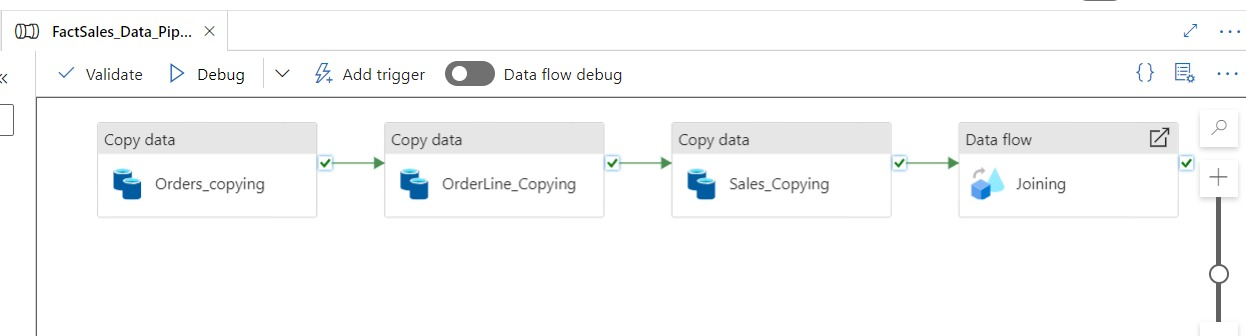 FactSales_Data_Pip...
Validate Debug Add trigger Data flow debug
Copy data Copy data Copy data Data flow
Orders_copying OrderLine_Copying Sales_Copying Joining